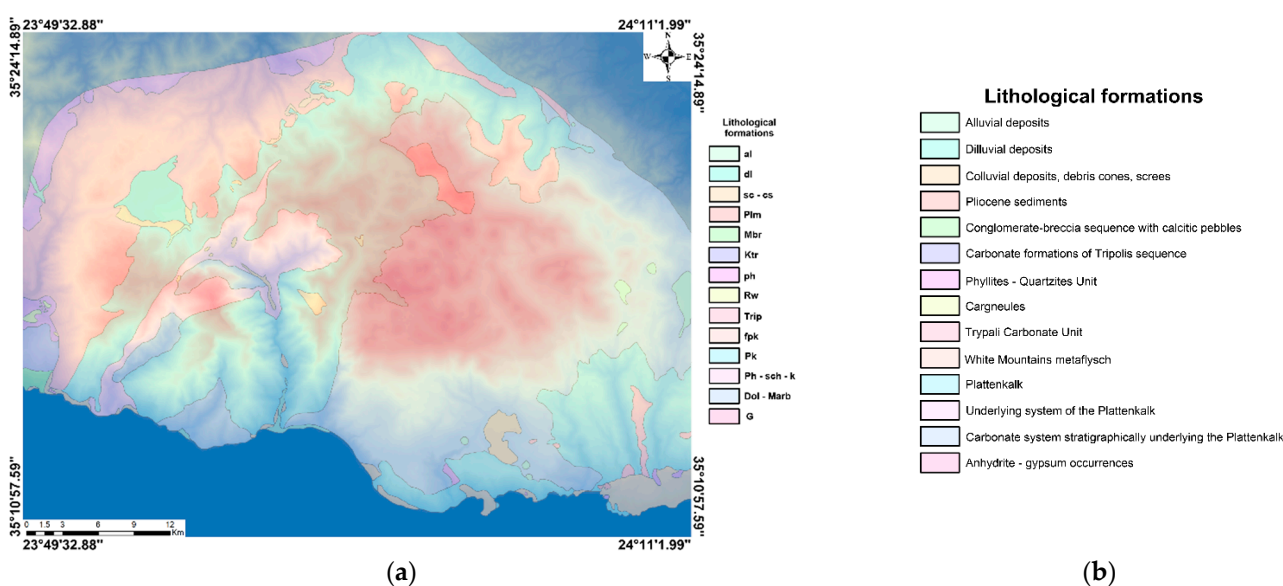 23°49'32.88"
24°11'1.99"
35°24'14.89"
35°24'14.89"
N
W
E
S
Lithological
formations
al
dl
sc - cs
Plm
Mbr
Ktr
ph
Rw
Trip
fpk
Pk
Ph - sch - k
Dol - Marb
G
35°10'57.59"
35°10'57.59"
0 1.5 3 6 9 12
Km
23°49'32.88"
24°11'1.99"
(a)
Lithological formations
Alluvial deposits
Dilluvial deposits
Colluvial deposits, debris cones, screes
Pliocene sediments
Conglomerate-breccia sequence with calcitic pebbles
Carbonate formations of Tripolis sequence
Phyllites - Quartzites Unit
Cargneules
Trypali Carbonate Unit
White Mountains metaflysch
Plattenkalk
Underlying system of the Plattenkalk
Carbonate system stratigraphically underlying the Plattenkalk
Anhydrite - gypsum occurrences
(b)